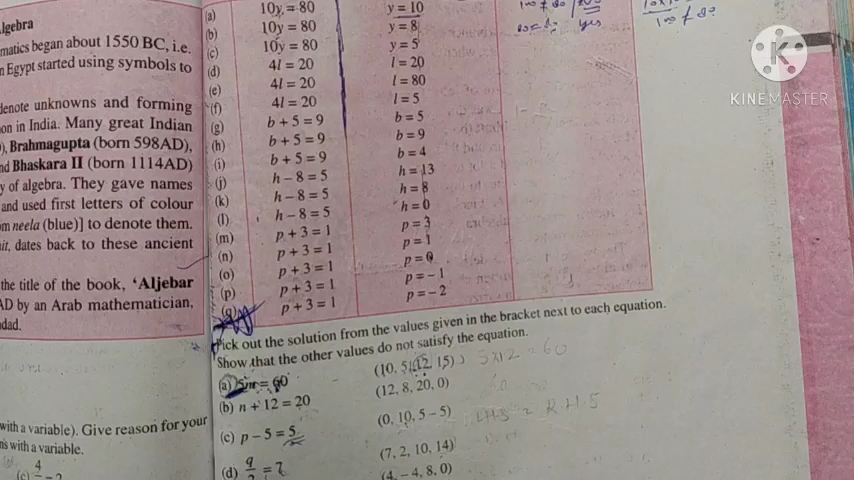 lgebra
matics began about 1550 BC, i.e.
n Egypt started using symbols to
denote unknowns and forming
on in India. Many great Indian
), Brahmagupta (born 598AD),
nd Bhaskara II (born 1114AD)
y of algebra. They gave names
and used first letters of colour
om neela (blue)] to denote them.
it, dates back to these ancient
the title of the book, 'Aljebar
AD by an Arab mathematician,
dad.
with a variable). Give reason for your
ns with a variable.
(c) 4
(a) 10y = 80 y = 10
(b) 10y = 80 y = 8
(c) 10y = 80 y = 5
(d) 4l = 20 l = 20
(e) 4l = 20 l = 80
(f) 4l = 20 l = 5
(g) b + 5 = 9 b = 5
(h) b + 5 = 9 b = 9
(i) b + 5 = 9 b = 4
(j) h − 8 = 5 h = 13
(k) h − 8 = 5 h = 8
(l) h − 8 = 5 h = 0
(m) p + 3 = 1 p = 3
(n) p + 3 = 1 p = 1
(o) p + 3 = 1 p = 0
(p) p + 3 = 1 p = − 1
(q) p + 3 = 1 p = − 2
yes
KINEMASTER
Pick out the solution from the values given in the bracket next to each equation.
Show that the other values do not satisfy the equation.
(a) 5m = 60 (10, 5, 12, 15) 5×12 = 60
(b) n + 12 = 20 (12, 8, 20, 0)
(c) p − 5 = 5 (0, 10, 5 − 5) LHS = R.H.S
(d) q = 7 (7, 2, 10, 14)
(4, − 4, 8, 0)